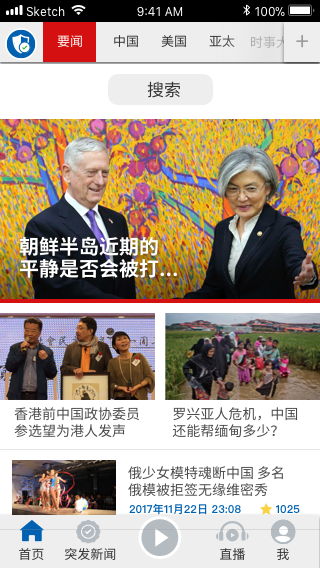 Sketch 9:41 AM 100%
要闻 中国 美国 亚太 时事大 +
搜索
朝鲜半岛近期的
平静是否会被打...
香港前中国政协委员
参选望为港人发声
罗兴亚人危机，中国
还能帮缅甸多少？
俄少女模特魂断中国 多名
俄模被拒签无缘维密秀
2017年11月22日 23:08 1025
首页 突发新闻 直播 我